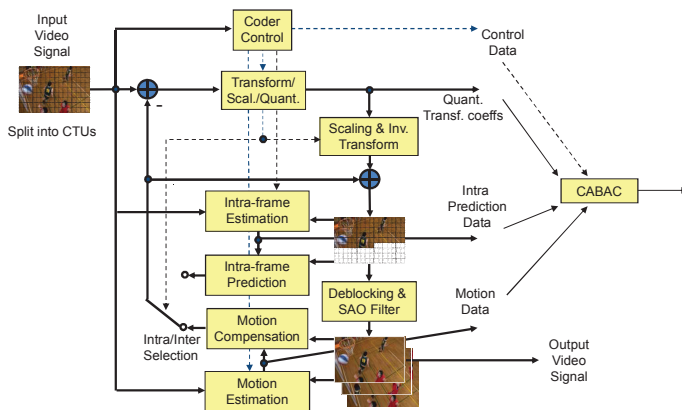 Input
Video
Signal
Split into CTUs
Coder
Control
Control
Data
Transform/
Scal./Quant.
-
Quant.
Transf. coeffs
Scaling & Inv.
Transform
CABAC
Intra-frame
Estimation
Intra
Prediction
Data
Intra-frame
Prediction
Deblocking &
SAO Filter
Motion
Data
Motion
Compensation
Intra/Inter
Selection
Output
Video
Signal
Motion
Estimation